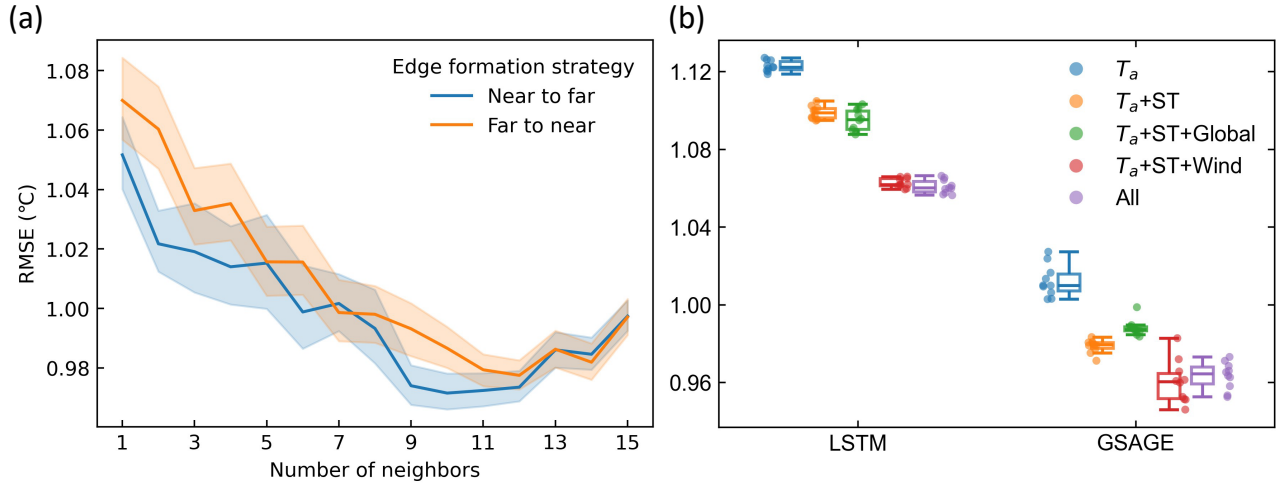 (a)
RMSE (°C)
1.08
1.06
1.04
1.02
1.00
0.98
Edge formation strategy
Near to far
Far to near
1 3 5 7 9 11 13 15
Number of neighbors
(b)
1.12
1.08
1.04
1.00
0.96
Ta
Ta+ST
Ta+ST+Global
Ta+ST+Wind
All
LSTM GSAGE